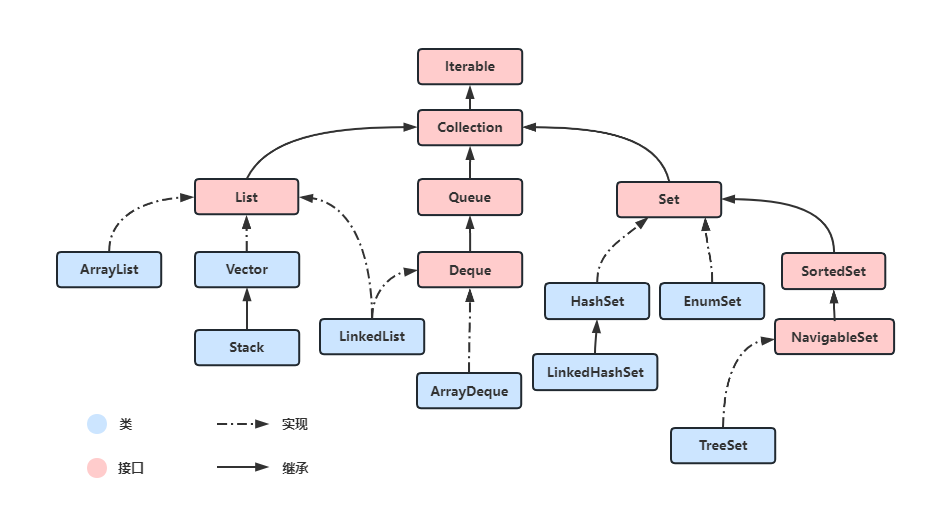 Iterable
Collection
List
Queue
Set
ArrayList
Vector
Deque
SortedSet
HashSet
EnumSet
Stack
LinkedList
NavigableSet
LinkedHashSet
ArrayDeque
TreeSet
类
实现
接口
继承